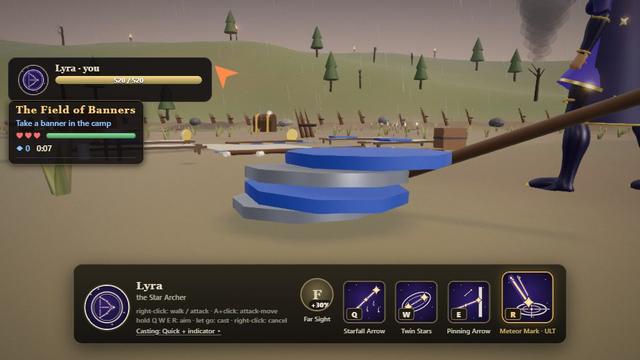 Lyra - you
520 / 520
The Field of Banners
Take a banner in the camp
0 0:07
Lyra
the Star Archer
right-click: walk / attack · A+click: attack-move
hold Q W E R: aim · let go: cast · right-click: cancel
Casting: Quick + indicator
F
+30%
Far Sight
Q
Starfall Arrow
W
Twin Stars
E
Pinning Arrow
R
Meteor Mark · ULT